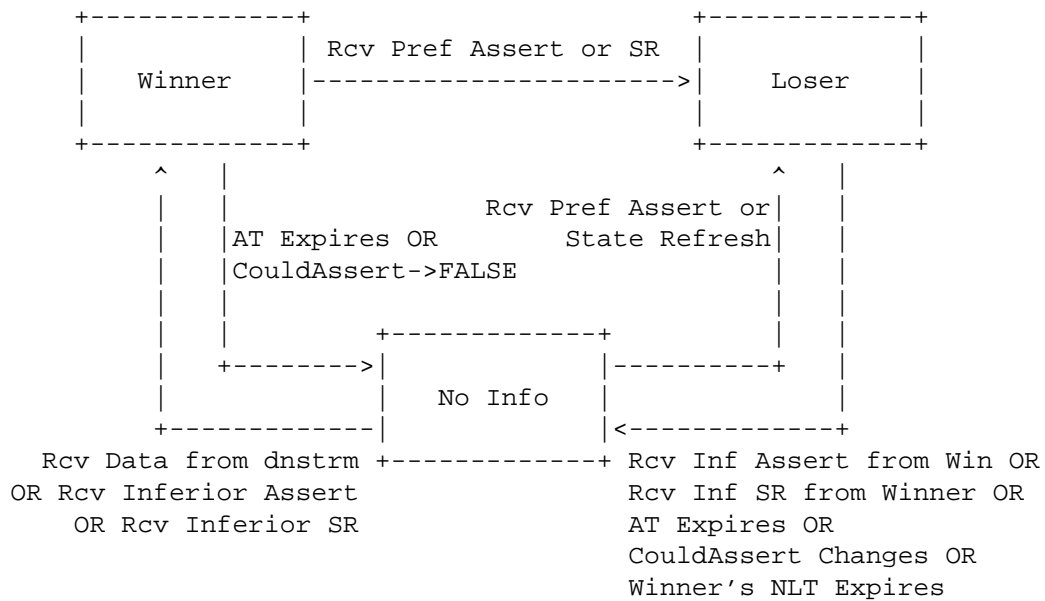 Rcv Pref Assert or SR
Winner
Loser
Rcv Pref Assert or
AT Expires OR
State Refresh
CouldAssert->FALSE
No Info
Rcv Data from dnstrm
Rcv Inf Assert from Win OR
OR Rcv Inferior Assert
Rcv Inf SR from Winner OR
OR Rcv Inferior SR
AT Expires OR
CouldAssert Changes OR
Winner's NLT Expires